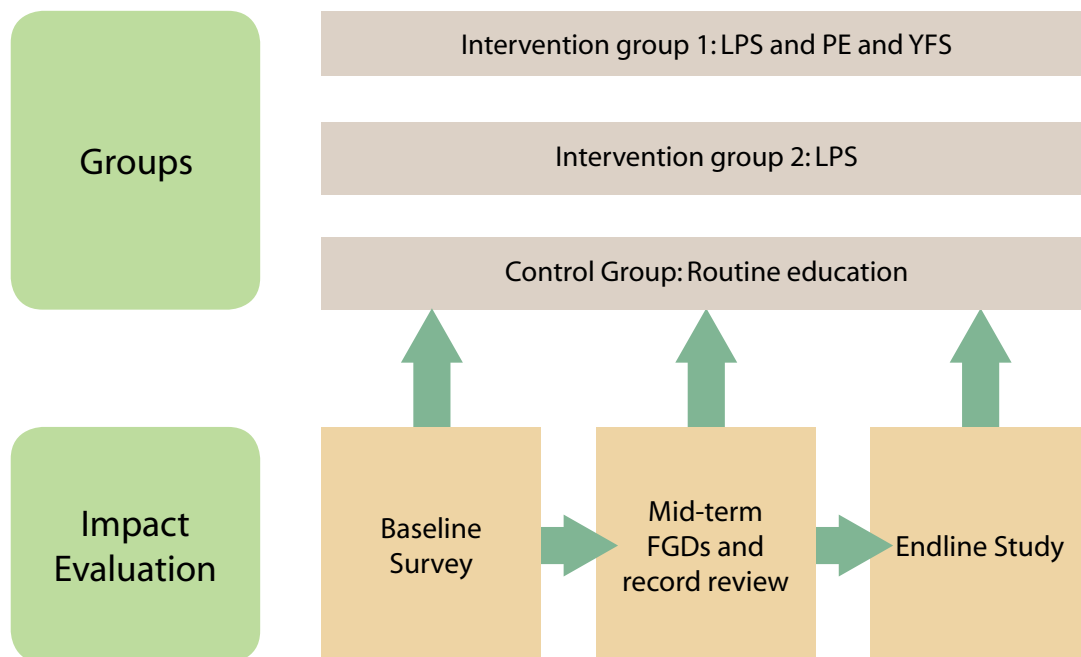 Groups
Intervention group 1: LPS and PE and YFS
Intervention group 2: LPS
Control Group: Routine education
Impact
Evaluation
Baseline
Survey
Mid-term
FGDs and
record review
Endline Study